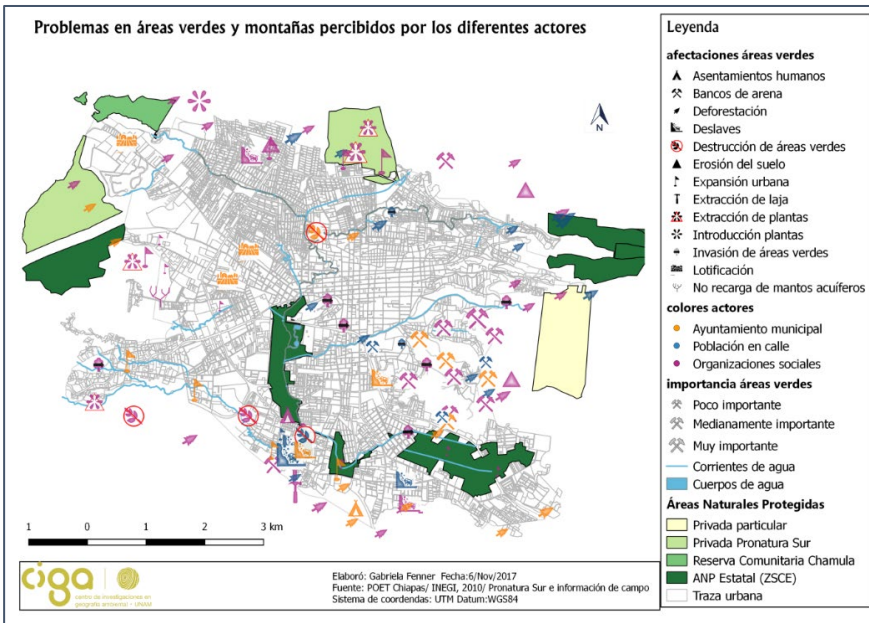 Problemas en áreas verdes y montañas percibidos por los diferentes actores
N
1 0 1 2 3 km
Leyenda
afectaciones áreas verdes
Asentamientos humanos
Bancos de arena
Deforestación
Deslaves
Destrucción de áreas verdes
Erosión del suelo
Expansión urbana
Extracción de laja
Extracción de plantas
Introducción plantas
Invasión de áreas verdes
Lotificación
No recarga de mantos acuíferos
colores actores
Ayuntamiento municipal
Población en calle
Organizaciones sociales
importancia áreas verdes
Poco importante
Medianamente importante
Muy importante
Corrientes de agua
Cuerpos de agua
Áreas Naturales Protegidas
Privada particular
Privada Pronatura Sur
Reserva Comunitaria Chamula
ANP Estatal (ZSCE)
Traza urbana
ciga
centro de investigaciones en
geografía ambiental - UNAM
Elaboró: Gabriela Fenner Fecha:6/Nov/2017
Fuente: POET Chiapas/ INEGI, 2010/ Pronatura Sur e información de campo
Sistema de coordendas: UTM Datum:WGS84